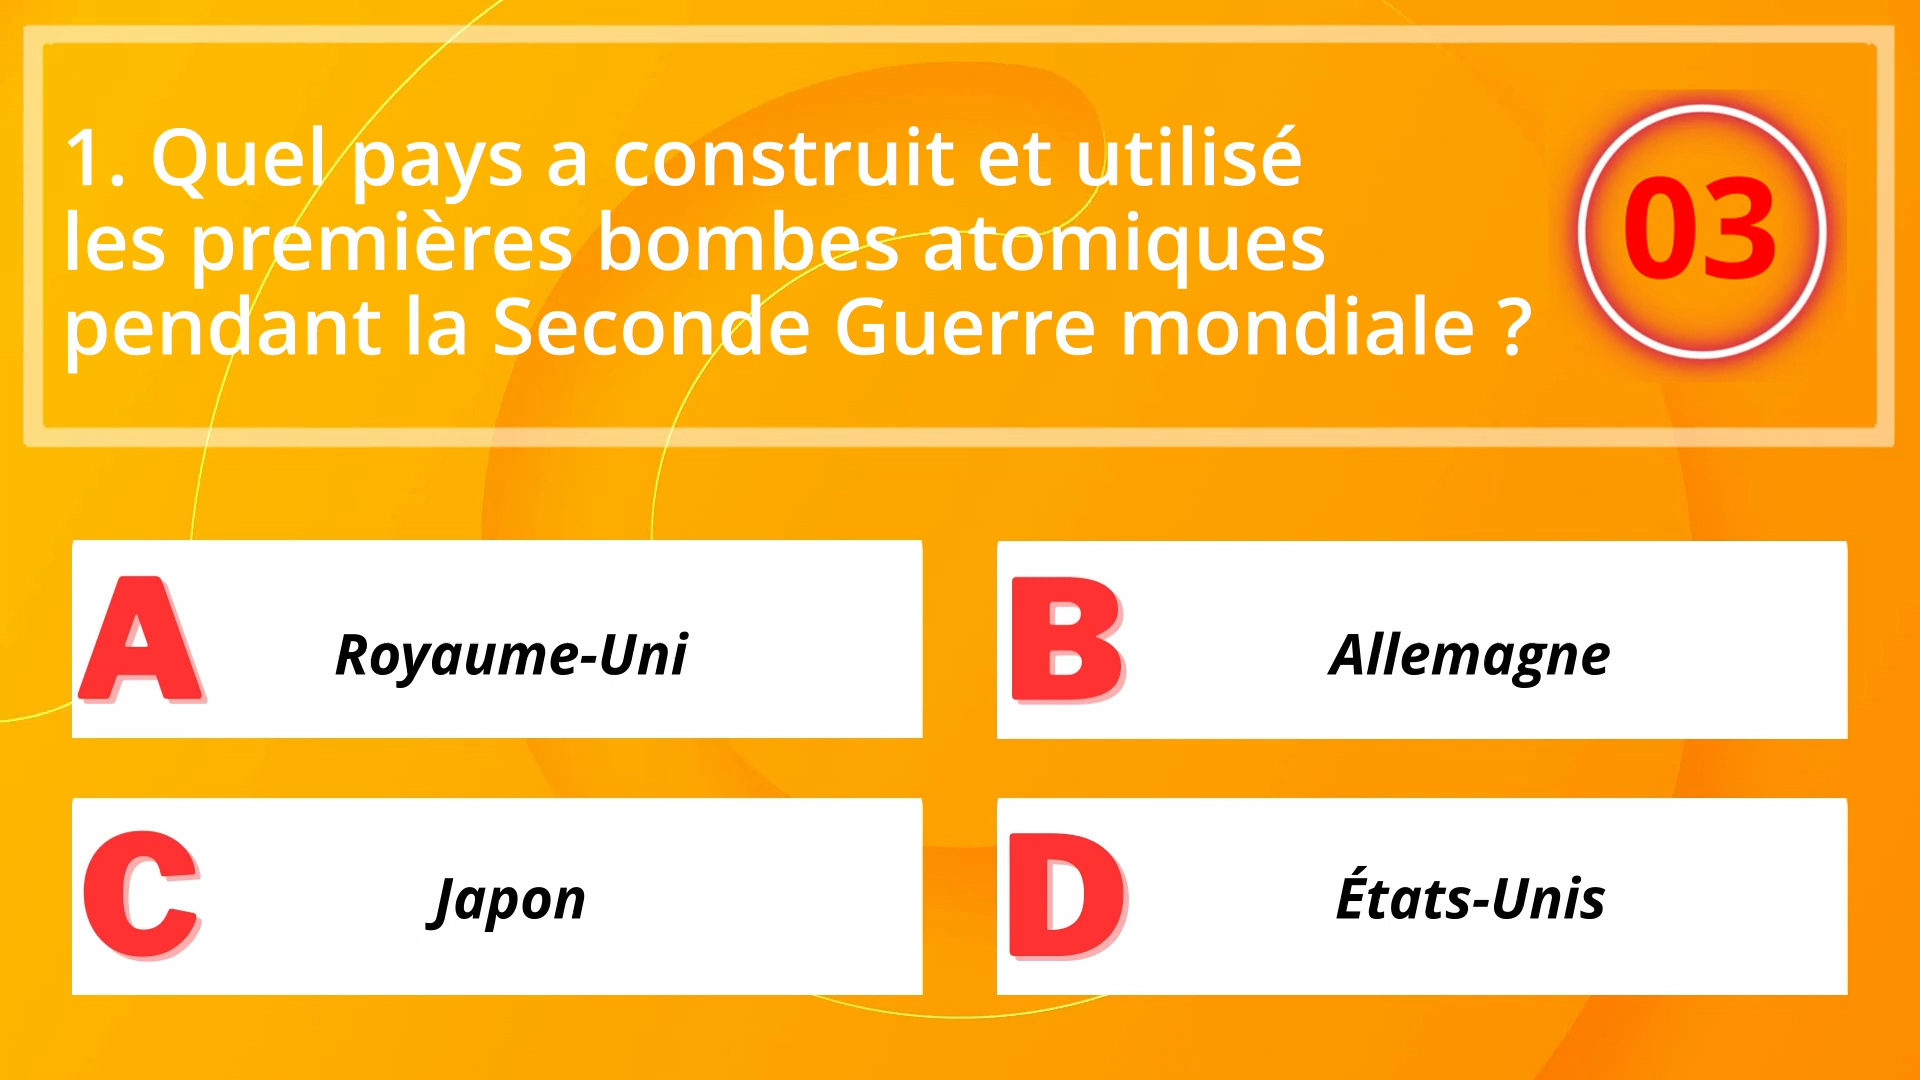 1. Quel pays a construit et utilisé
les premières bombes atomiques
pendant la Seconde Guerre mondiale ?
03
A
Royaume-Uni
B
Allemagne
C
Japon
D
États-Unis